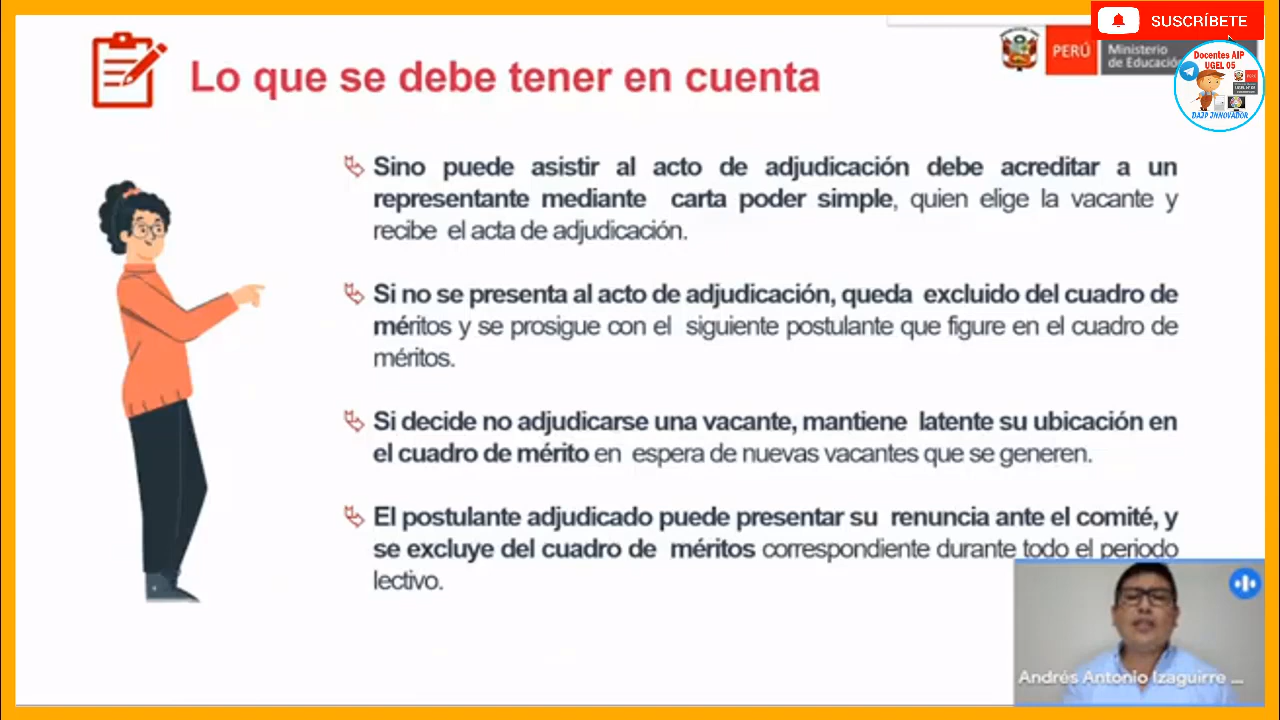 SUSCRÍBETE
PERÚ
Ministerio
de Educación
Docentes AIP
UGEL 05
DAIP INNOVADOR
Lo que se debe tener en cuenta
Sino puede asistir al acto de adjudicación debe acreditar a un
representante mediante carta poder simple, quien elige la vacante y
recibe el acta de adjudicación.
Si no se presenta al acto de adjudicación, queda excluido del cuadro de
méritos y se prosigue con el siguiente postulante que figure en el cuadro de
méritos.
Si decide no adjudicarse una vacante, mantiene latente su ubicación en
el cuadro de mérito en espera de nuevas vacantes que se generen.
El postulante adjudicado puede presentar su renuncia ante el comité, y
se excluye del cuadro de méritos correspondiente durante todo el periodo
lectivo.
Andrés Antonio Izaguirre ...